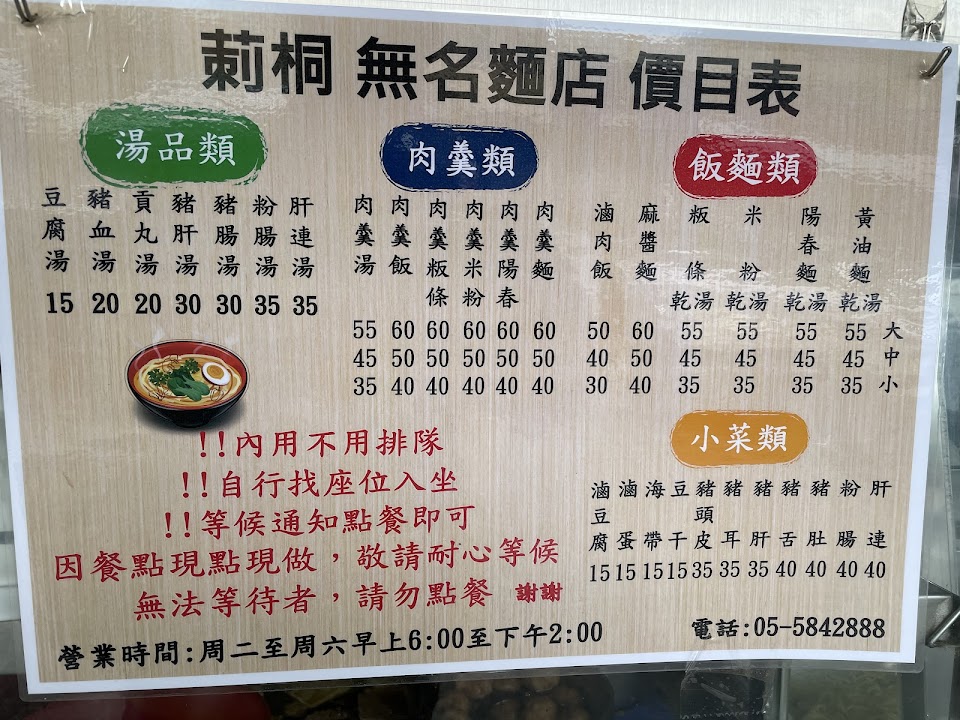 莿桐 無名麵店 價目表
湯品類
豆腐湯 15
豬血湯 20
貢丸湯 20
豬肝湯 30
豬腸湯 30
粉腸湯 35
肝連湯 35
肉羹類
肉羹湯 55 45 35
肉羹飯 60 50 40
肉羹粄條 60 50 40
肉羹米粉 60 50 40
肉羹陽春 60 50 40
肉羹麵 60 50 40
飯麵類
滷肉飯 50 40 30
麻醬麵 60 50 40
粄條 乾湯 55 45 35
米粉 乾湯 55 45 35
陽春麵 乾湯 55 45 35
黃油麵 乾湯 55 45 35
大 中 小
小菜類
滷豆腐 15
滷蛋 15
海帶 15
豆干 15
豬頭皮 35
豬耳 35
豬肝 35
豬舌 40
豬肚 40
粉腸 40
肝連 40
!!內用不用排隊
!!自行找座位入坐
!!等候通知點餐即可
因餐點現點現做，敬請耐心等候
無法等待者，請勿點餐 謝謝
營業時間:周二至周六早上6:00至下午2:00
電話:05-5842888